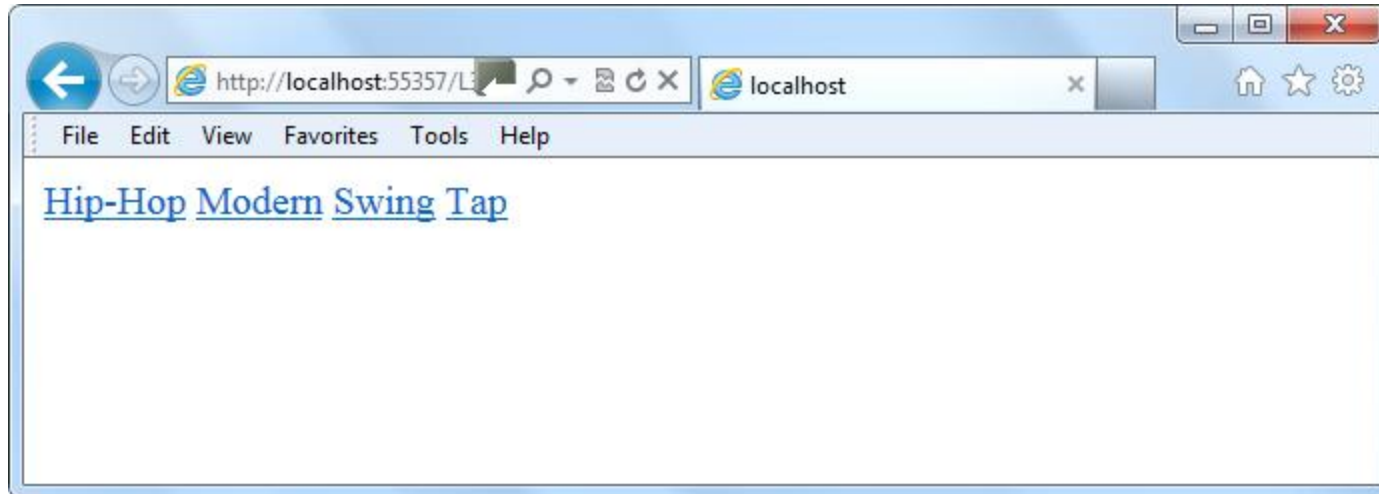 http://localhost:55357/L
localhost
File Edit View Favorites Tools Help
Hip-Hop Modern Swing Tap